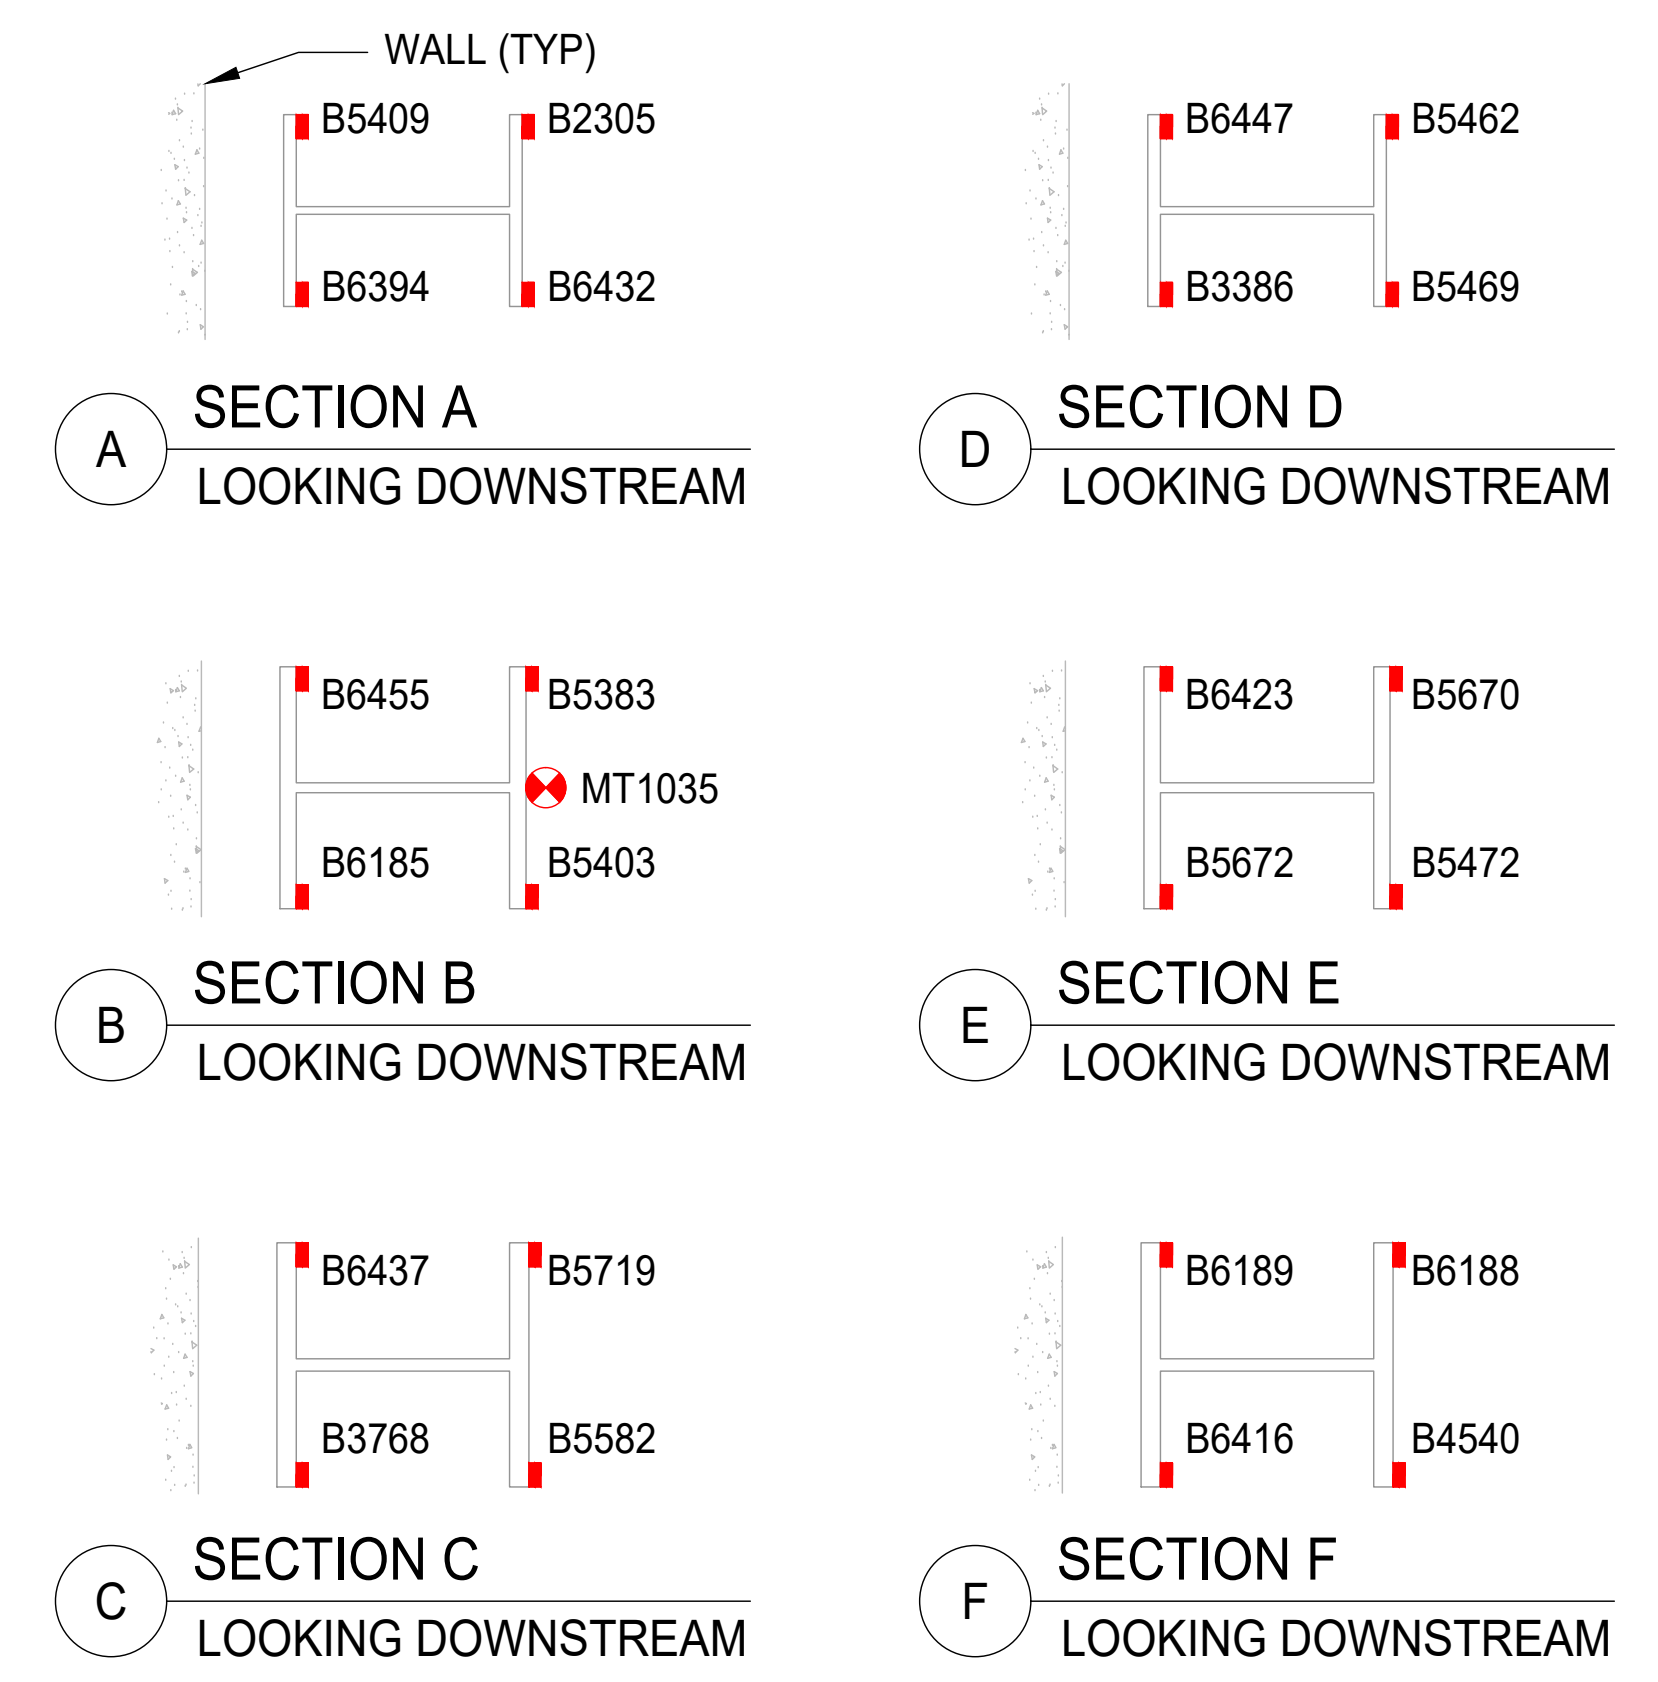 WALL (TYP)
B5409 B2305
B6394 B6432
A SECTION A
LOOKING DOWNSTREAM
B6447 B5462
B3386 B5469
D SECTION D
LOOKING DOWNSTREAM
B6455 B5383
MT1035
B6185 B5403
B SECTION B
LOOKING DOWNSTREAM
B6423 B5670
B5672 B5472
E SECTION E
LOOKING DOWNSTREAM
B6437 B5719
B3768 B5582
C SECTION C
LOOKING DOWNSTREAM
B6189 B6188
B6416 B4540
F SECTION F
LOOKING DOWNSTREAM